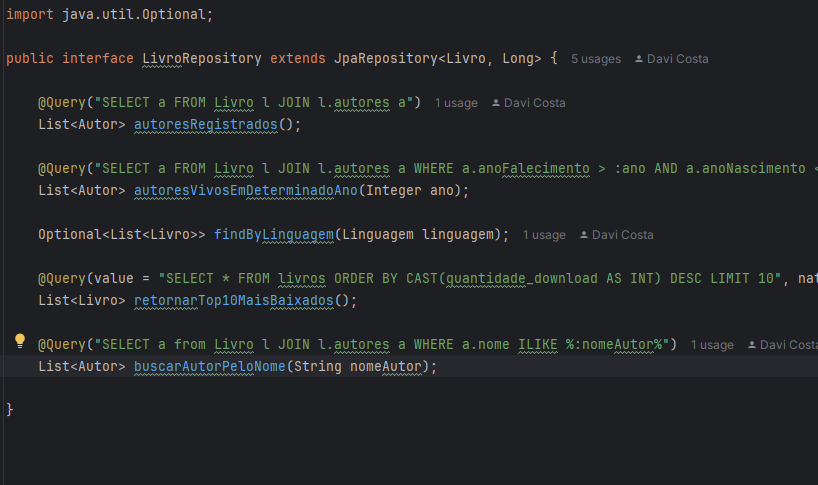 import java.util.Optional;
public interface LivroRepository extends JpaRepository<Livro, Long> { 5 usages Davi Costa
@Query("SELECT a FROM Livro l JOIN l.autores a") 1 usage Davi Costa
List<Autor> autoresRegistrados();
@Query("SELECT a FROM Livro l JOIN l.autores a WHERE a.anoFalecimento > :ano AND a.anoNascimento <
List<Autor> autoresVivosEmDeterminadoAno(Integer ano);
Optional<List<Livro>> findByLinguagem(Linguagem linguagem); 1 usage Davi Costa
@Query(value = "SELECT * FROM livros ORDER BY CAST(quantidade_download AS INT) DESC LIMIT 10", nat
List<Livro> retornarTop10MaisBaixados();
@Query("SELECT a from Livro l JOIN l.autores a WHERE a.nome ILIKE %:nomeAutor%") 1 usage Davi Costa
List<Autor> buscarAutorPeloNome(String nomeAutor);
}